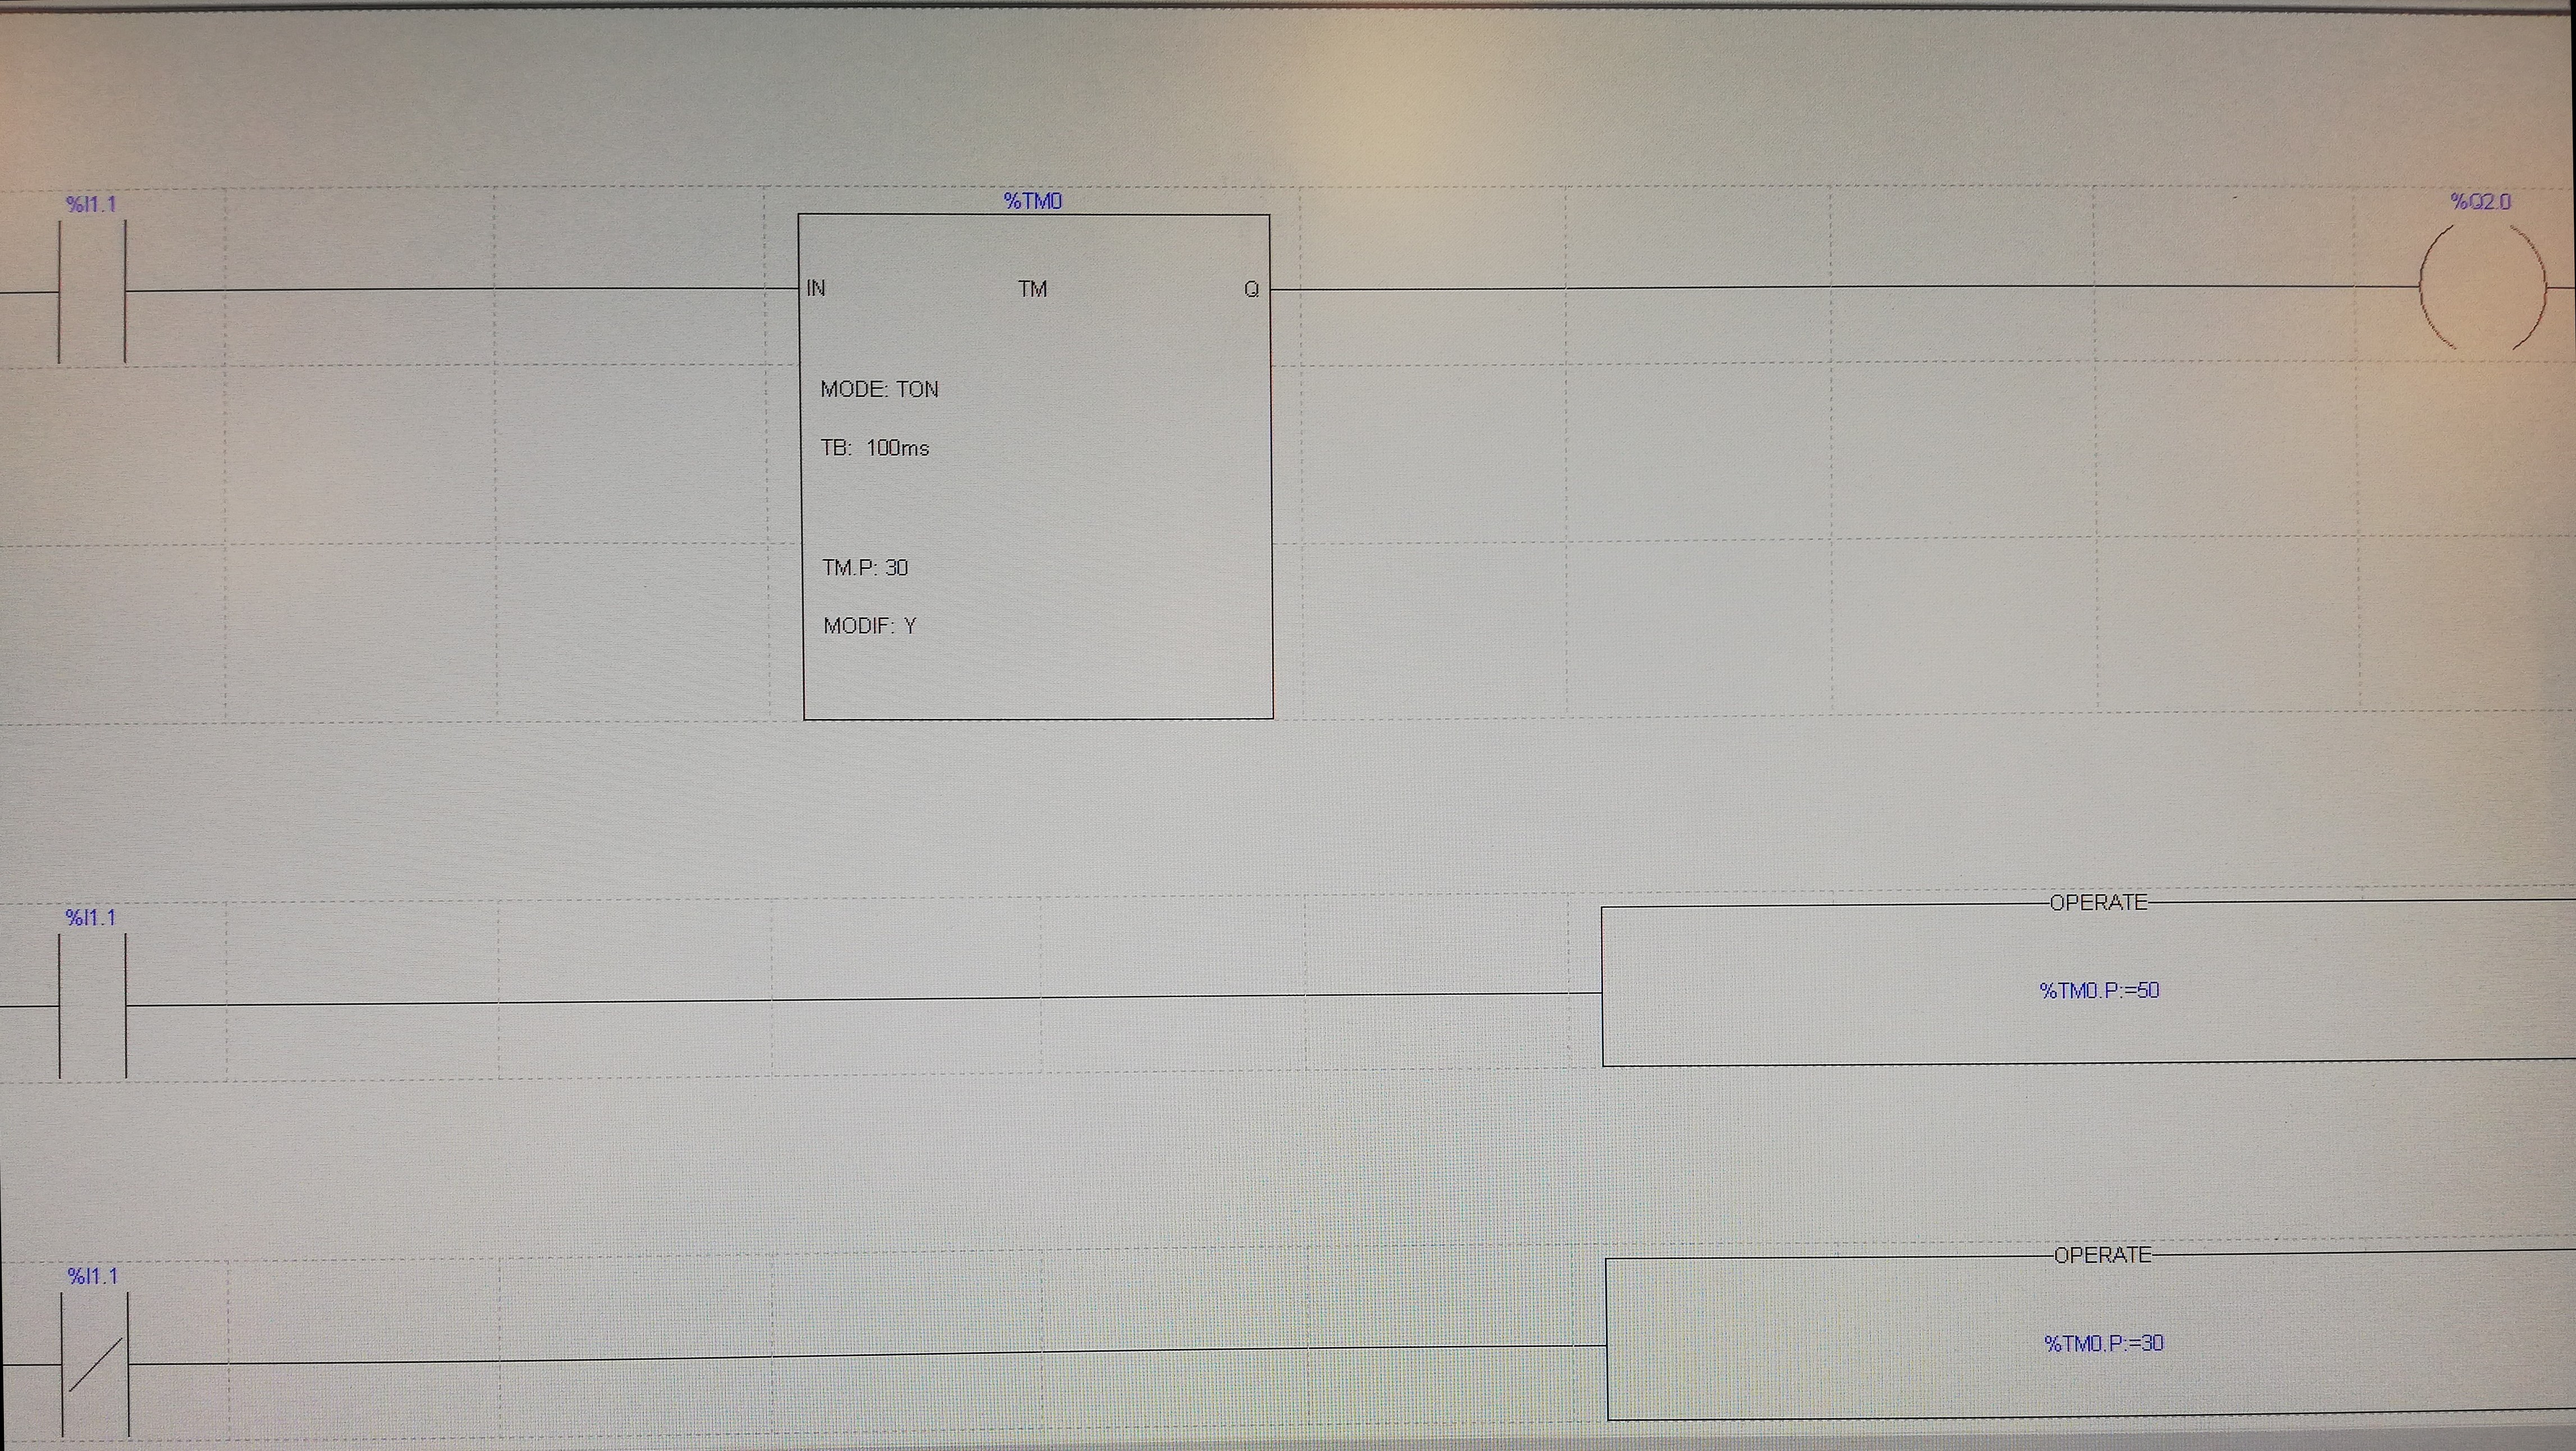 %I1.1
%TM0
%Q2.0
IN TM Q
MODE: TON
TB: 100ms
TM.P: 30
MODIF: Y
%I1.1
OPERATE
%TM0.P:=50
%I1.1
OPERATE
%TM0.P:=30